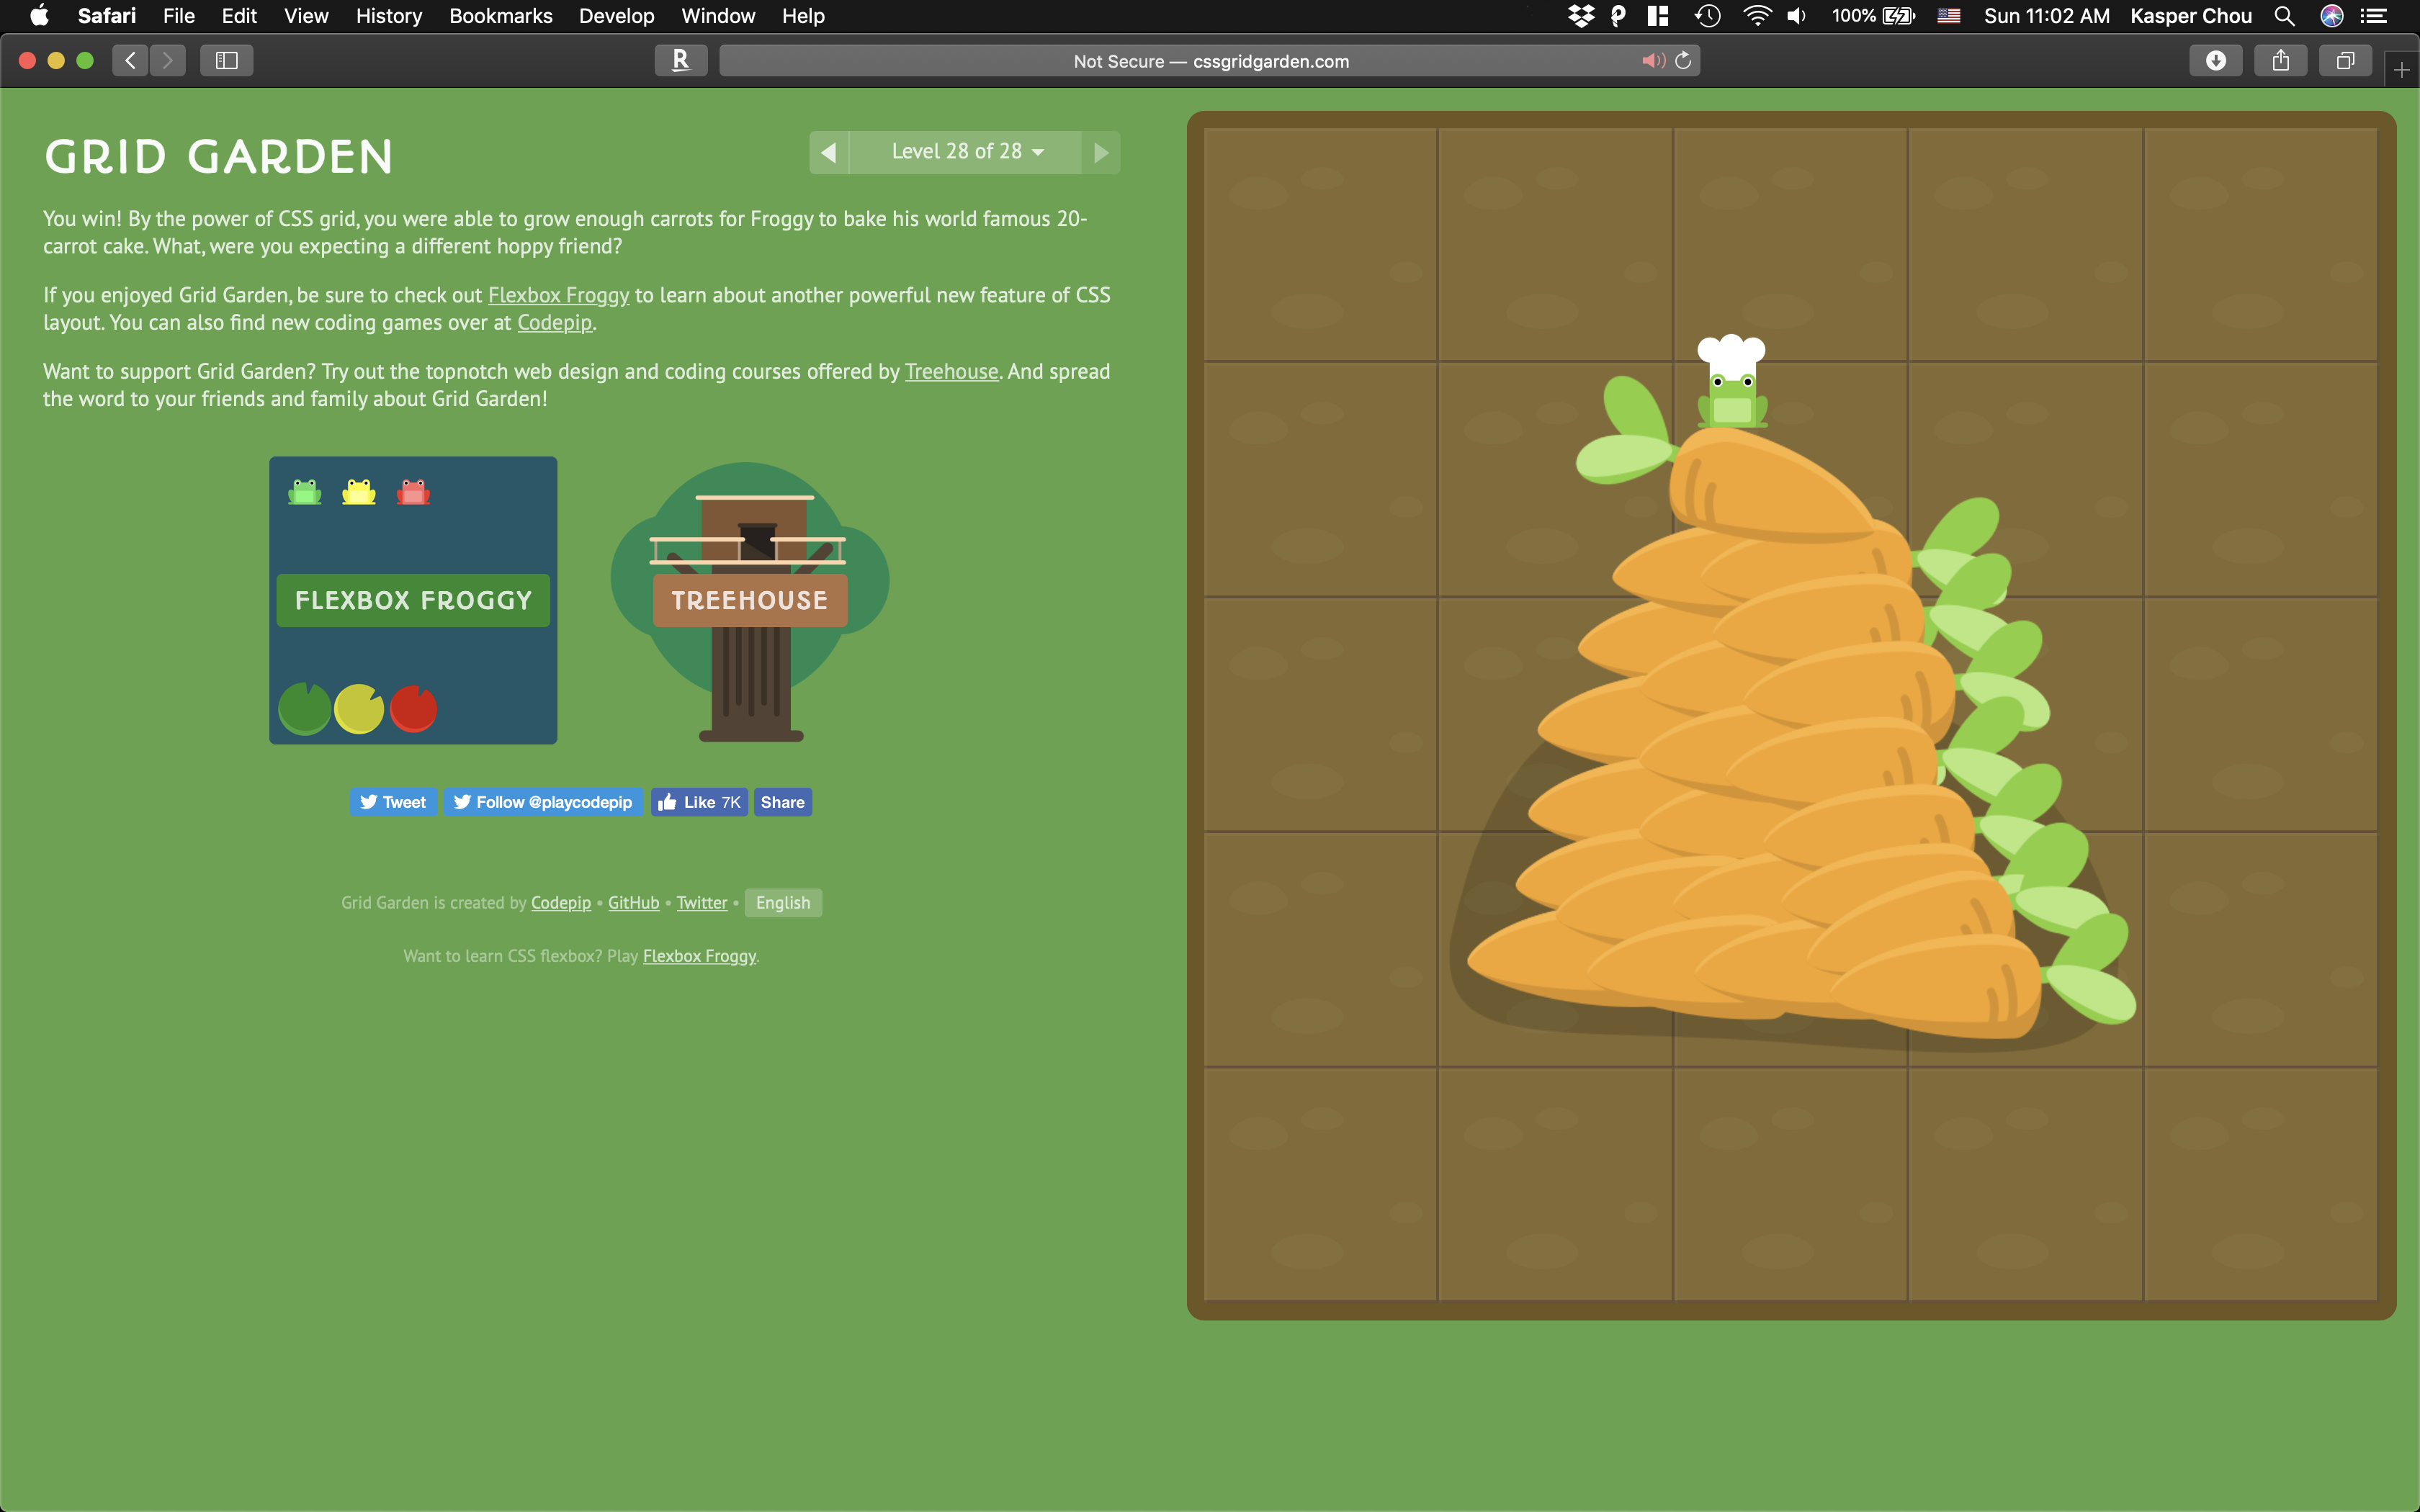 Safari File Edit View History Bookmarks Develop Window Help 100% Sun 11:02 AM Kasper Chou
R Not Secure — cssgridgarden.com
GRID GARDEN
Level 28 of 28
You win! By the power of CSS grid, you were able to grow enough carrots for Froggy to bake his world famous 20-
carrot cake. What, were you expecting a different hoppy friend?
If you enjoyed Grid Garden, be sure to check out Flexbox Froggy to learn about another powerful new feature of CSS
layout. You can also find new coding games over at Codepip.
Want to support Grid Garden? Try out the topnotch web design and coding courses offered by Treehouse. And spread
the word to your friends and family about Grid Garden!
FLEXBOX FROGGY
TREEHOUSE
Tweet Follow @playcodepip Like 7K Share
Grid Garden is created by Codepip • GitHub • Twitter • English
Want to learn CSS flexbox? Play Flexbox Froggy.